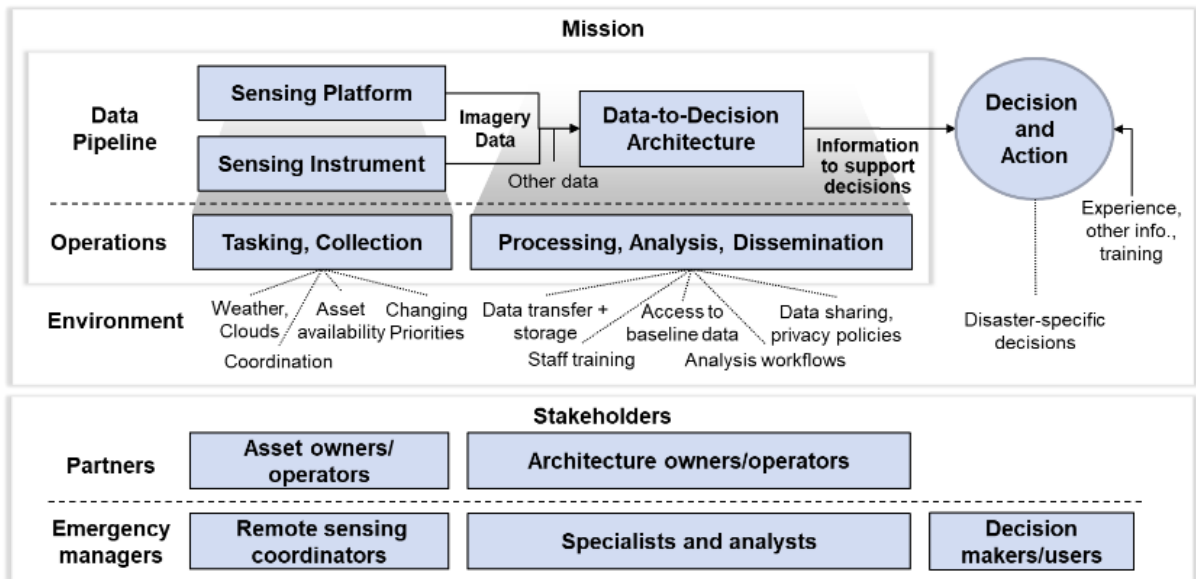 Mission
Data
Pipeline
Sensing Platform
Sensing Instrument
Imagery
Data
Other data
Data-to-Decision
Architecture
Information
to support
decisions
Decision
and
Action
Experience,
other info.,
training
Operations
Tasking, Collection
Processing, Analysis, Dissemination
Environment
Weather,
Clouds
Coordination
Asset
availability
Changing
Priorities
Data transfer +
storage
Staff training
Access to
baseline data
Analysis workflows
Data sharing,
privacy policies
Disaster-specific
decisions
Stakeholders
Partners
Asset owners/
operators
Architecture owners/operators
Emergency
managers
Remote sensing
coordinators
Specialists and analysts
Decision
makers/users